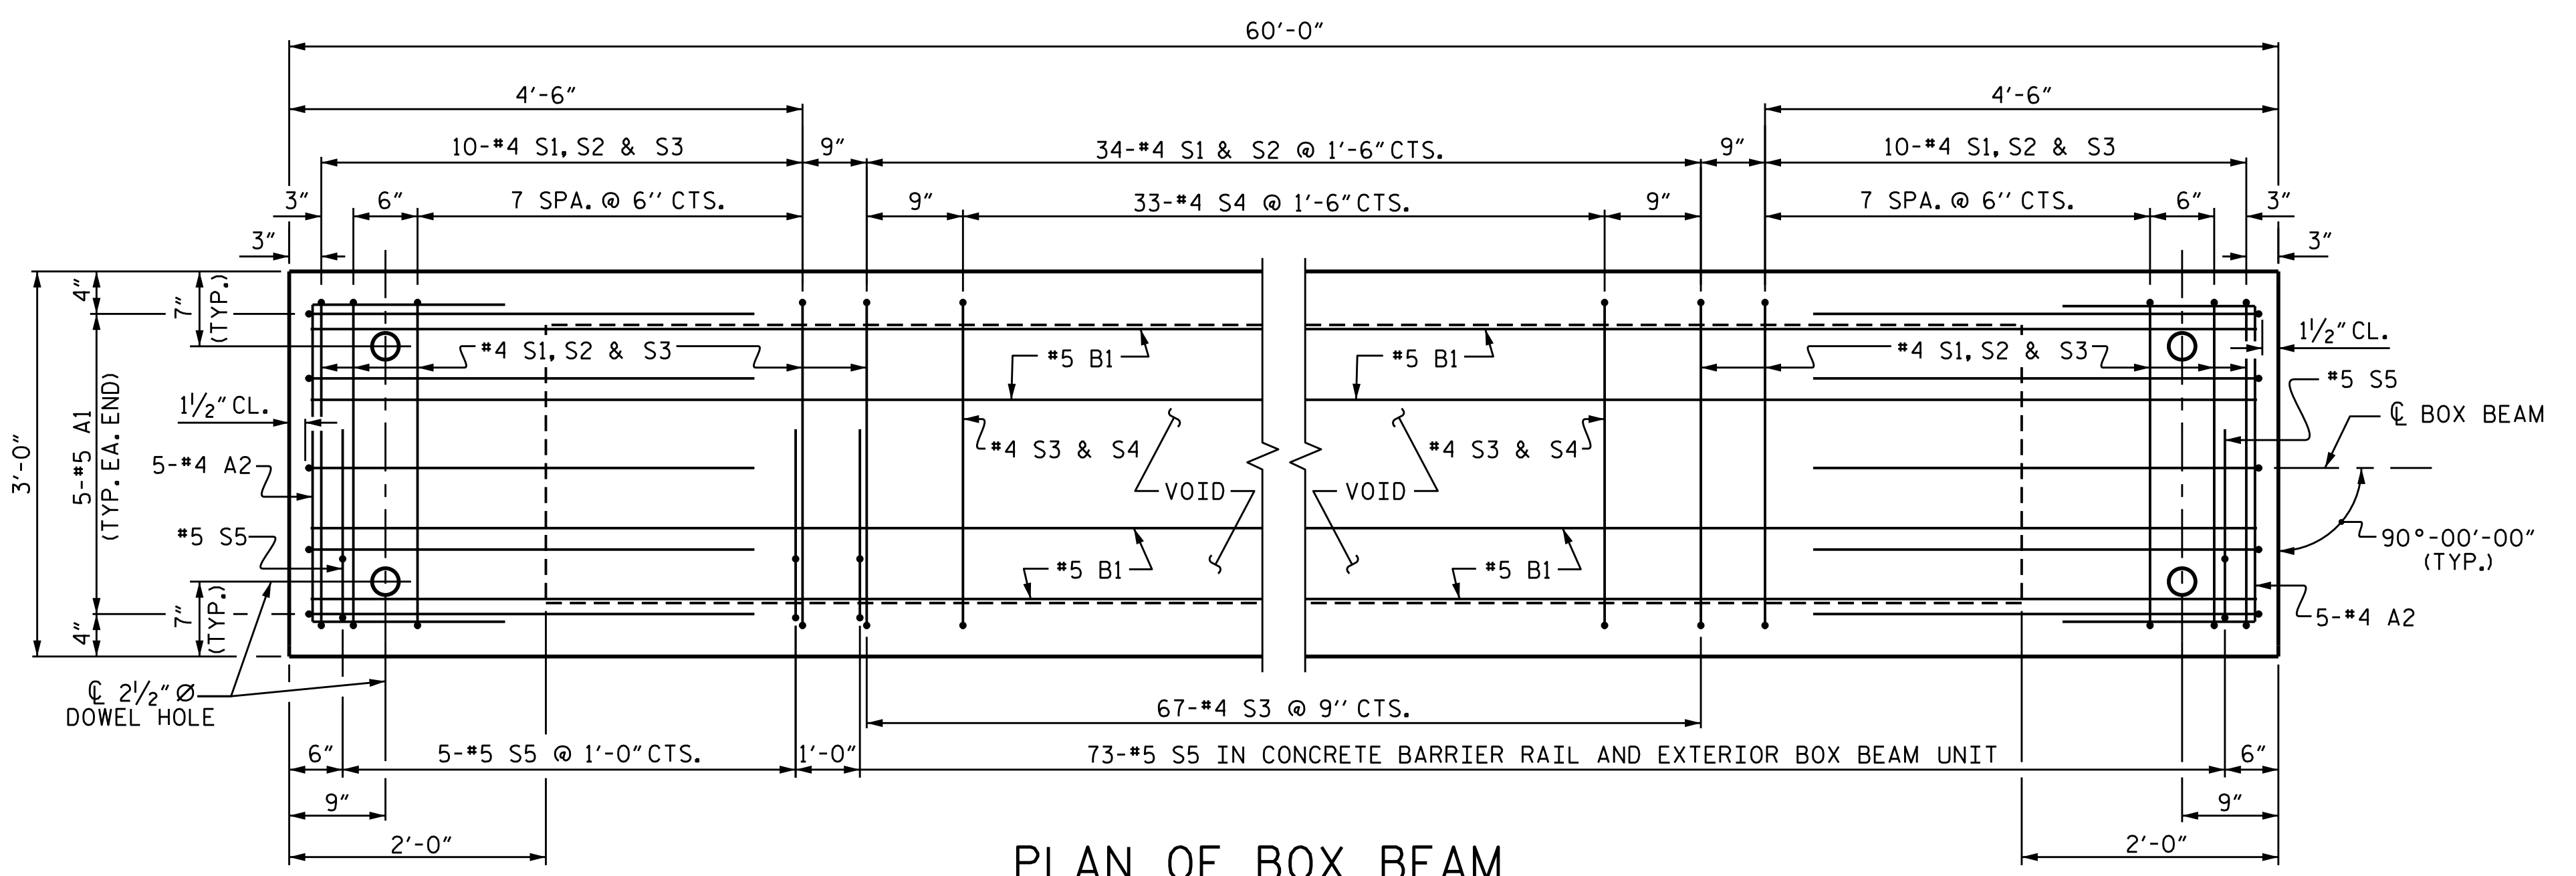 60′-0″
4′-6″
4′-6″
10-#4 S1, S2 & S3
9″
34-#4 S1 & S2 @ 1′-6″ CTS.
9″
10-#4 S1, S2 & S3
3″
6″
7 SPA. @ 6′′ CTS.
9″
33-#4 S4 @ 1′-6″ CTS.
9″
7 SPA. @ 6′′ CTS.
6″
3″
3″
3″
4″
7″
(TYP.)
#4 S1, S2 & S3
#5 B1
#5 B1
#4 S1, S2 & S3
1½″ CL.
#5 S5
1½″ CL.
℄ BOX BEAM
3′-0″
5-#5 A1
(TYP. EA. END)
5-#4 A2
#4 S3 & S4
#4 S3 & S4
VOID
VOID
#5 S5
90°-00′-00″
(TYP.)
#5 B1
#5 B1
4″
7″
(TYP.)
5-#4 A2
℄ 2½″ Ø
DOWEL HOLE
67-#4 S3 @ 9′′ CTS.
6″
5-#5 S5 @ 1′-0″ CTS.
1′-0″
73-#5 S5 IN CONCRETE BARRIER RAIL AND EXTERIOR BOX BEAM UNIT
6″
9″
9″
2′-0″
2′-0″
PLAN OF BOX BEAM